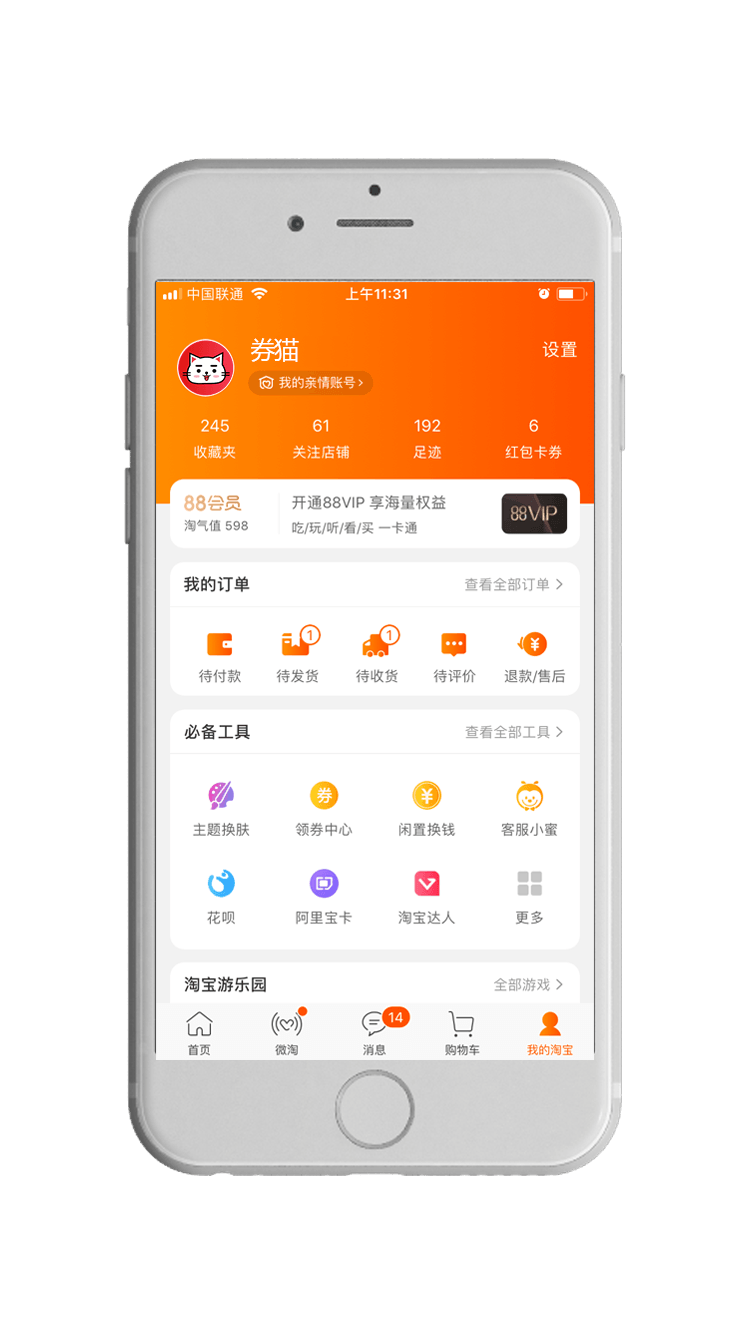 中国联通
上午11:31
券猫
设置
我的亲情账号
245
61
192
6
收藏夹
关注店铺
足迹
红包卡券
88会员
开通88VIP 享海量权益
88VIP
淘气值 598
吃/玩/听/看/买 一卡通
我的订单
查看全部订单
1
1
待付款
待发货
待收货
待评价
退款/售后
必备工具
查看全部工具
券
主题换肤
领券中心
闲置换钱
客服小蜜
花呗
阿里宝卡
淘宝达人
更多
淘宝游乐园
全部游戏
14
首页
微淘
消息
购物车
我的淘宝